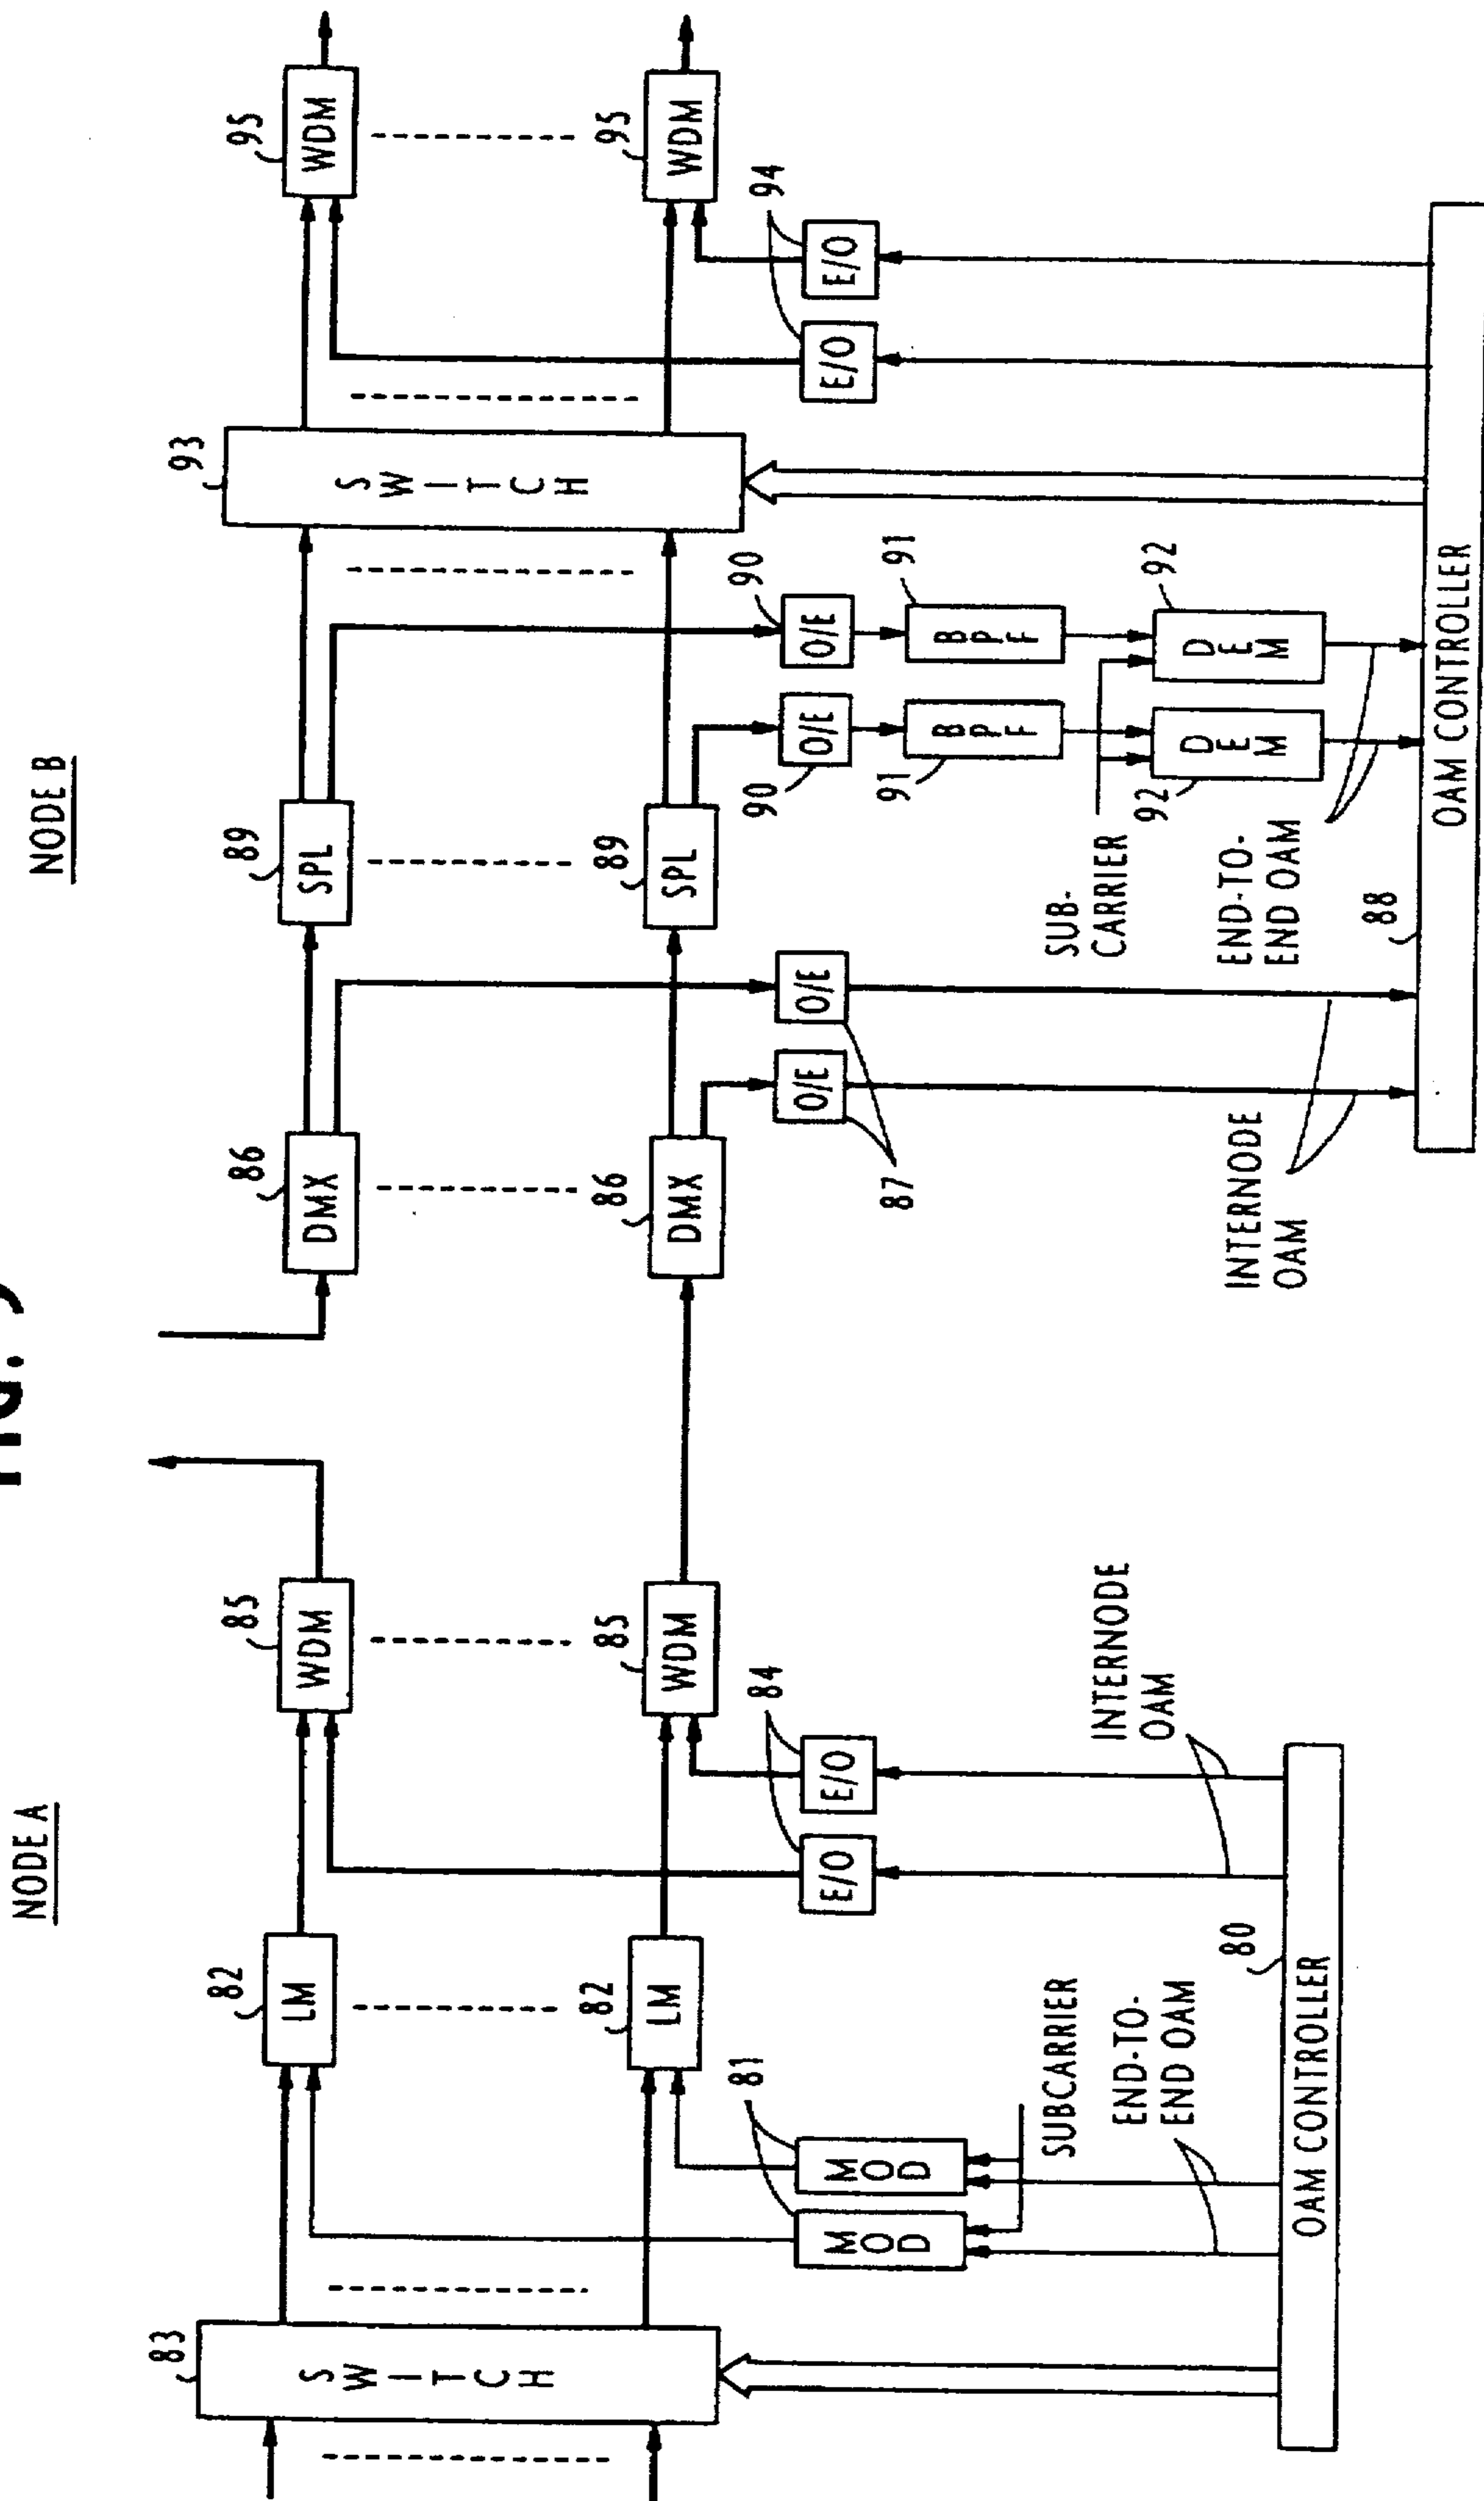 NODE A
NODE B
83
SWITCH
82
LM
82
LM
81
MOD
MOD
SUBCARRIER
END-TO-
END OAM
80
OAM CONTROLLER
85
WDM
85
WDM
84
E/O
E/O
INTERNODE
OAM
86
DMX
86
DMX
87
O/E
O/E
INTERNODE
OAM
89
SPL
89
SPL
90
O/E
90
O/E
91
BPF
91
BPF
92
DEM
92
DEM
SUB-
CARRIER
END-TO-
END OAM
88
OAM CONTROLLER
93
SWITCH
94
E/O
E/O
95
WDM
95
WDM